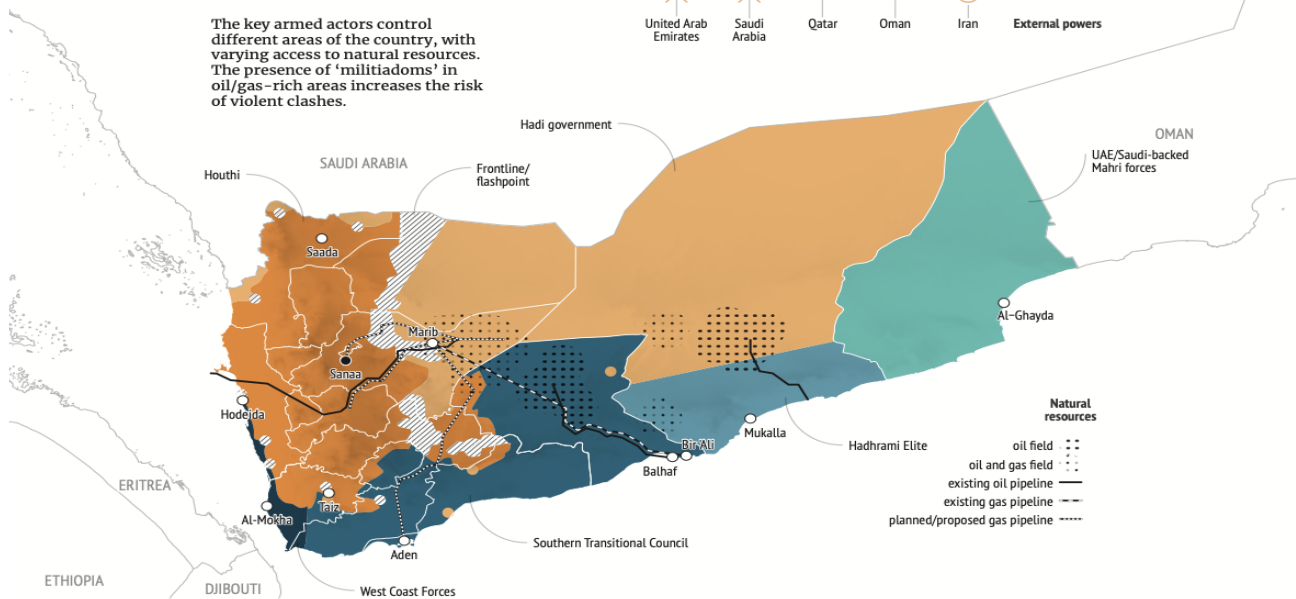 The key armed actors control
different areas of the country, with
varying access to natural resources.
The presence of ‘militiadoms’ in
oil/gas-rich areas increases the risk
of violent clashes.
United Arab
Emirates
Saudi
Arabia
Qatar
Oman
Iran
External powers
Hadi government
OMAN
SAUDI ARABIA
UAE/Saudi-backed
Mahri forces
Frontline/
flashpoint
Houthi
Saada
Al-Ghayda
Marib
Sanaa
Hodeida
Mukalla
Bir 'Ali
Balhaf
Hadhrami Elite
Natural
resources
oil field
oil and gas field
existing oil pipeline
existing gas pipeline
planned/proposed gas pipeline
ERITREA
Taiz
Al-Mokha
Aden
Southern Transitional Council
ETHIOPIA
DJIBOUTI
West Coast Forces